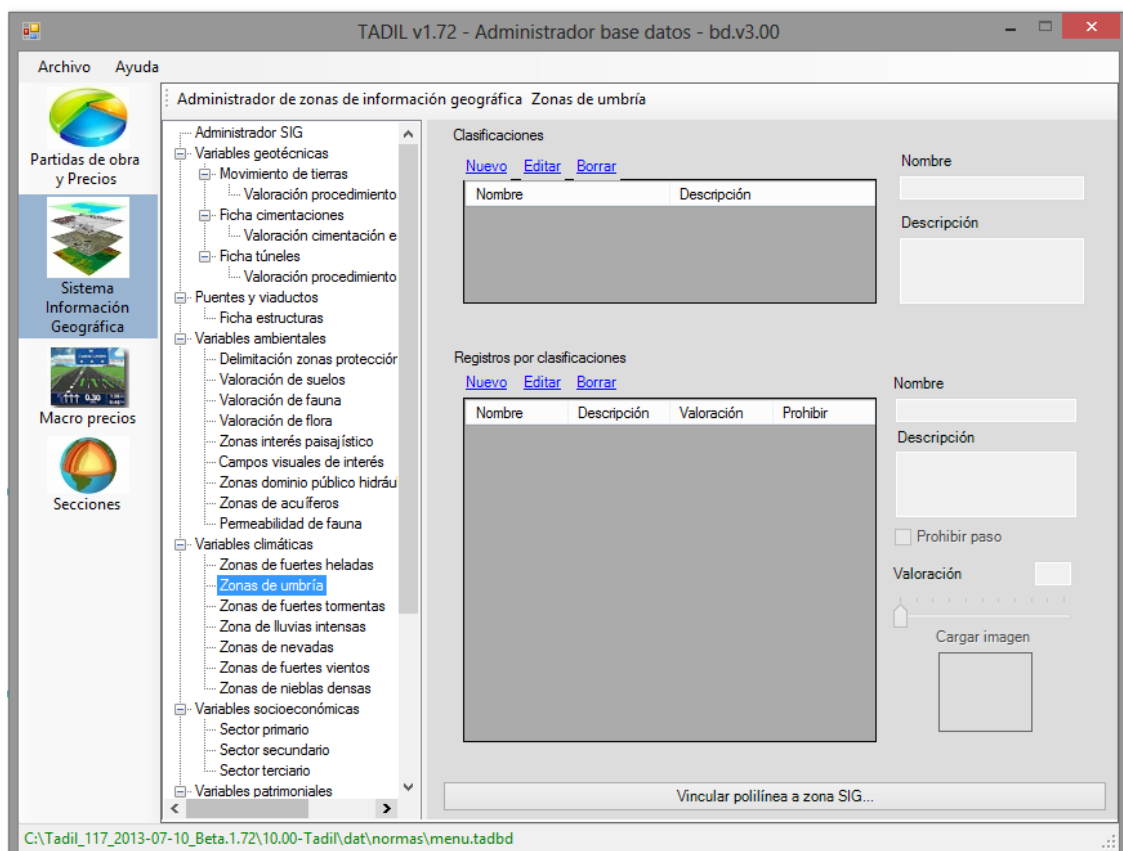 TADIL v1.72 - Administrador base datos - bd.v3.00
Archivo Ayuda
Partidas de obra
y Precios
Sistema
Información
Geográfica
Macro precios
Secciones
Administrador de zonas de información geográfica Zonas de umbría
Administrador SIG
Variables geotécnicas
Movimiento de tierras
Valoración procedimiento
Ficha cimentaciones
Valoración cimentación e
Ficha túneles
Valoración procedimiento
Puentes y viaductos
Ficha estructuras
Variables ambientales
Delimitación zonas protección
Valoración de suelos
Valoración de fauna
Valoración de flora
Zonas interés paisajístico
Campos visuales de interés
Zonas dominio público hidráu
Zonas de acuíferos
Permeabilidad de fauna
Variables climáticas
Zonas de fuertes heladas
Zonas de umbría
Zonas de fuertes tormentas
Zona de lluvias intensas
Zonas de nevadas
Zonas de fuertes vientos
Zonas de nieblas densas
Variables socioeconómicas
Sector primario
Sector secundario
Sector terciario
Variables patrimoniales
Clasificaciones
Nuevo Editar Borrar
Nombre Descripción
Nombre
Descripción
Registros por clasificaciones
Nuevo Editar Borrar
Nombre Descripción Valoración Prohibir
Nombre
Descripción
Prohibir paso
Valoración
Cargar imagen
Vincular polilínea a zona SIG...
C:\Tadil_117_2013-07-10_Beta.1.72\10.00-Tadil\dat\normas\menu.tadbd